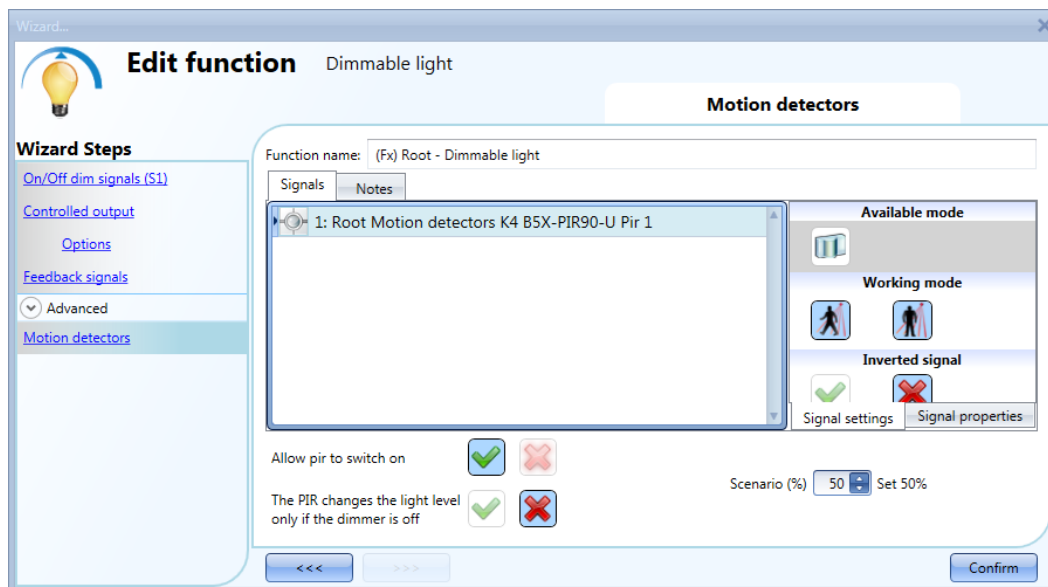 Wizard...
Edit function Dimmable light
Motion detectors
Wizard Steps
On/Off dim signals (S1)
Controlled output
Options
Feedback signals
Advanced
Motion detectors
Function name: (Fx) Root - Dimmable light
Signals Notes
1: Root Motion detectors K4 B5X-PIR90-U Pir 1
Available mode
Working mode
Inverted signal
Signal settings Signal properties
Allow pir to switch on
The PIR changes the light level
only if the dimmer is off
Scenario (%) 50 Set 50%
<<< >>> Confirm